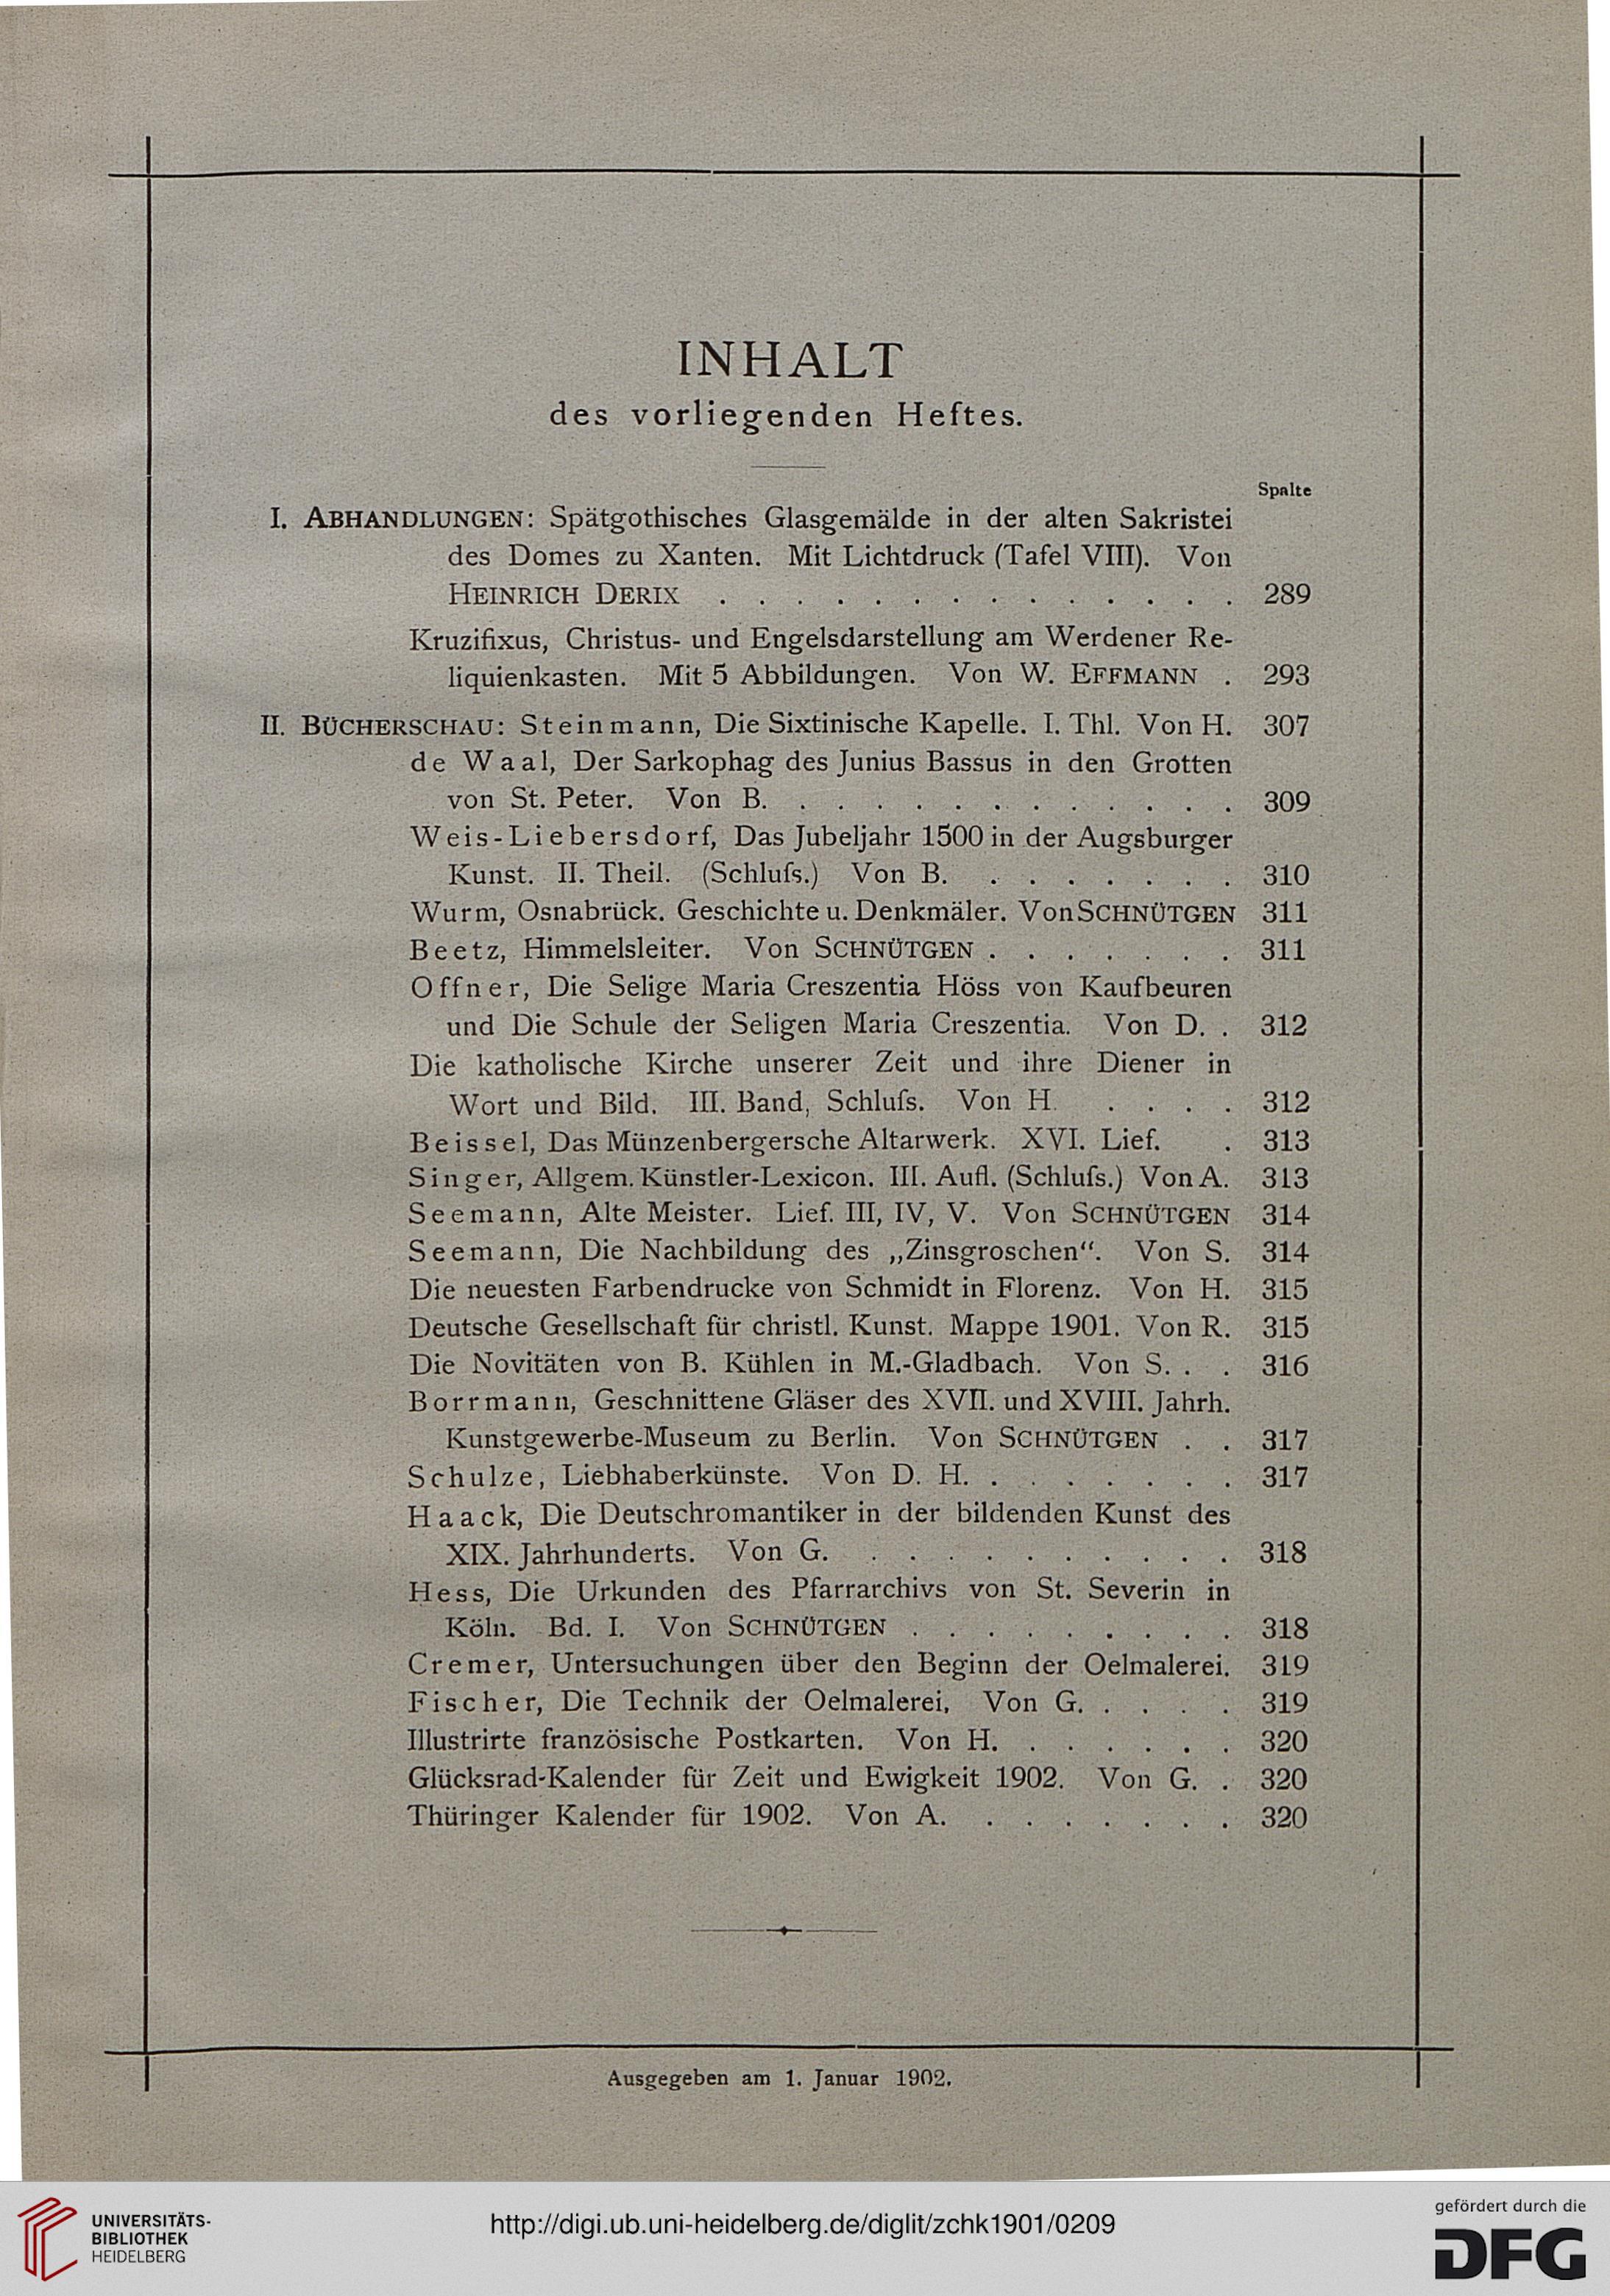 INHALT
des vorliegenden Heftes.
Spalte
I. ABHANDLUNGEN: Spätgothisches Glasgemälde in der alten Sakristei
des Domes zu Xanten. Mit Lichtdruck (Tafel VIII). Von
HEINRICH DERIX . . . . . . . . . . . . . . 289
Kruzifixus, Christus- und Engelsdarstellung am Werdener Re-
liquienkasten. Mit 5 Abbildungen. Von W. EFFMANN . 293
II. BÜCHERSCHAU: Steinmann, Die Sixtinische Kapelle. I. Thl. Von H. 307
de Waal, Der Sarkophag des Junius Bassus in den Grotten
von St. Peter. Von B. . . . . . . . . . . . . 309
Weis-Liebersdorf, Das Jubeljahr 1500 in der Augsburger
Kunst. II. Theil. (Schluſs.) Von B. . . . . . . . 310
Wurm, Osnabrück. Geschichte u. Denkmäler. Von SCHNÜTGEN 311
Beetz, Himmelsleiter. Von SCHNÜTGEN . . . . . . . 311
Offner, Die Selige Maria Creszentia Höss von Kaufbeuren
und Die Schule der Seligen Maria Creszentia. Von D. . 312
Die katholische Kirche unserer Zeit und ihre Diener in
Wort und Bild. III. Band, Schluſs. Von H. . . . . 312
Beissel, Das Münzenbergersche Altarwerk. XVI. Lief. . 313
Singer, Allgem. Künstler-Lexicon. III. Aufl. (Schluſs.) Von A. 313
Seemann, Alte Meister. Lief. III, IV, V. Von SCHNÜTGEN 314
Seemann, Die Nachbildung des „Zinsgroschen“. Von S. 314
Die neuesten Farbendrucke von Schmidt in Florenz. Von H. 315
Deutsche Gesellschaft für christl. Kunst. Mappe 1901. Von R. 315
Die Novitäten von B. Kühlen in M.-Gladbach. Von S. . . 316
Borrmann, Geschnittene Gläser des XVII. und XVIII. Jahrh.
Kunstgewerbe-Museum zu Berlin. Von SCHNÜTGEN . . 317
Schulze, Liebhaberkünste. Von D. H. . . . . . . . 317
Haack, Die Deutschromantiker in der bildenden Kunst des
XIX. Jahrhunderts. Von G. . . . . . . . . . . 318
Hess, Die Urkunden des Pfarrarchivs von St. Severin in
Köln. Bd. I. Von SCHNÜTGEN . . . . . . . . . 318
Cremer, Untersuchungen über den Beginn der Oelmalerei. 319
Fischer, Die Technik der Oelmalerei, Von G. . . . . 319
Illustrirte französische Postkarten. Von H. . . . . . . 320
Glücksrad-Kalender für Zeit und Ewigkeit 1902. Von G. . 320
Thüringer Kalender für 1902. Von A. . . . . . . . 320
Ausgegeben am 1. Januar 1902.
UNIVERSITÄTS-
BIBLIOTHEK
HEIDELBERG
http://digi.ub.uni-heidelberg.de/diglit/zchk1901/0209
gefördert durch die
DFG